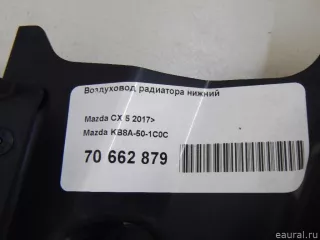 Воздуховод радиатора нижний
Mazda CX 5 2017>
Mazda KB8A-50-1C0C
70 662 879
eaural.ru